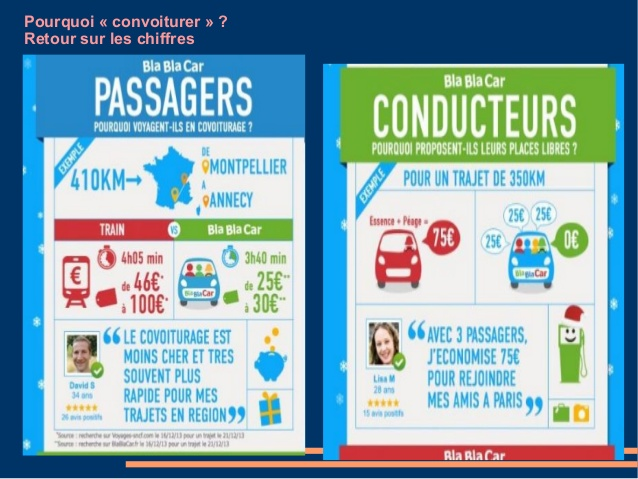 Pourquoi « convoiturer » ?
Retour sur les chiffres
Bla Bla Car
PASSAGERS
POURQUOI VOYAGENT-ILS EN COVOITURAGE ?
EXEMPLE
410KM
DE
MONTPELLIER
A
ANNECY
TRAIN
VS
Bla Bla Car
4h05 min
de 46€*
à 100€*
€
BlaBlaCar
3h40 min
de 25€**
à 30€**
David S
34 ans
26 avis positifs
“ LE COVOITURAGE EST
MOINS CHER ET TRES
SOUVENT PLUS
RAPIDE POUR MES
TRAJETS EN REGION ”
*Source : recherche sur Voyages-sncf.com le 16/12/13 pour un trajet le 21/12/13
**Source : recherche sur BlaBlaCar.fr le 16/12/13 pour un trajet le 21/12/13
Bla Bla Car
CONDUCTEURS
POURQUOI PROPOSENT-ILS LEURS PLACES LIBRES ?
EXEMPLE
POUR UN TRAJET DE 350KM
Essence + Péage =
75€
25€
25€
25€
BlaBlaCar
0€
Lisa M
28 ans
15 avis positifs
“ AVEC 3 PASSAGERS,
J'ECONOMISE 75€
POUR REJOINDRE
MES AMIS A PARIS ”
Bla Bla Car